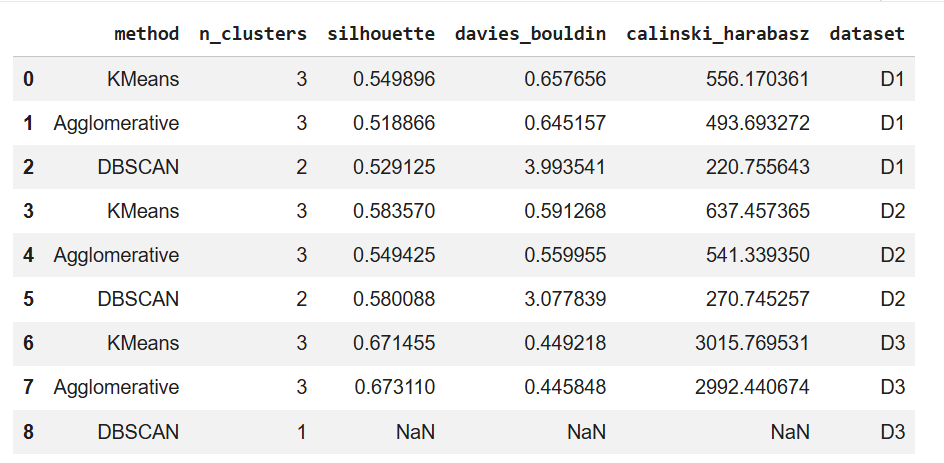 method n_clusters silhouette davies_bouldin calinski_harabasz dataset
0 KMeans 3 0.549896 0.657656 556.170361 D1
1 Agglomerative 3 0.518866 0.645157 493.693272 D1
2 DBSCAN 2 0.529125 3.993541 220.755643 D1
3 KMeans 3 0.583570 0.591268 637.457365 D2
4 Agglomerative 3 0.549425 0.559955 541.339350 D2
5 DBSCAN 2 0.580088 3.077839 270.745257 D2
6 KMeans 3 0.671455 0.449218 3015.769531 D3
7 Agglomerative 3 0.673110 0.445848 2992.440674 D3
8 DBSCAN 1 NaN NaN NaN D3